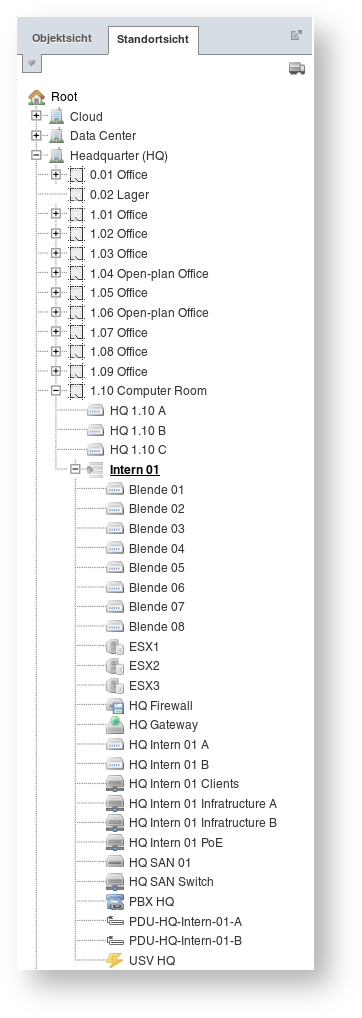 Objektsicht Standortsicht
Root
Cloud
Data Center
Headquarter (HQ)
0.01 Office
0.02 Lager
1.01 Office
1.02 Office
1.03 Office
1.04 Open-plan Office
1.05 Office
1.06 Open-plan Office
1.07 Office
1.08 Office
1.09 Office
1.10 Computer Room
HQ 1.10 A
HQ 1.10 B
HQ 1.10 C
Intern 01
Blende 01
Blende 02
Blende 03
Blende 04
Blende 05
Blende 06
Blende 07
Blende 08
ESX1
ESX2
ESX3
HQ Firewall
HQ Gateway
HQ Intern 01 A
HQ Intern 01 B
HQ Intern 01 Clients
HQ Intern 01 Infratructure A
HQ Intern 01 Infratructure B
HQ Intern 01 PoE
HQ SAN 01
HQ SAN Switch
PBX HQ
PDU-HQ-Intern-01-A
PDU-HQ-Intern-01-B
USV HQ